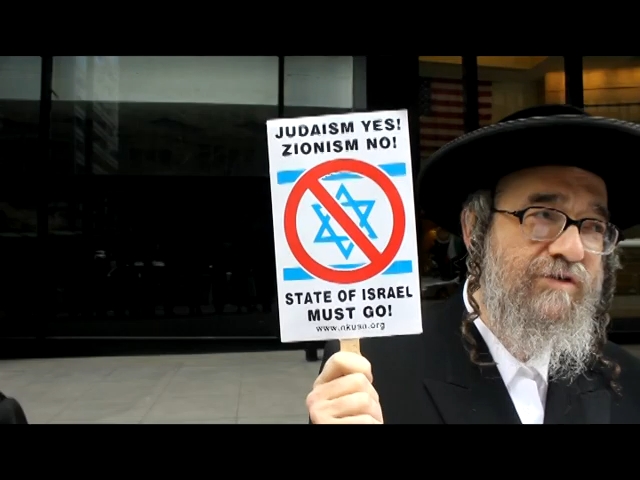 JUDAISM YES!
ZIONISM NO!
STATE OF ISRAEL
MUST GO!
www.nkusa.org